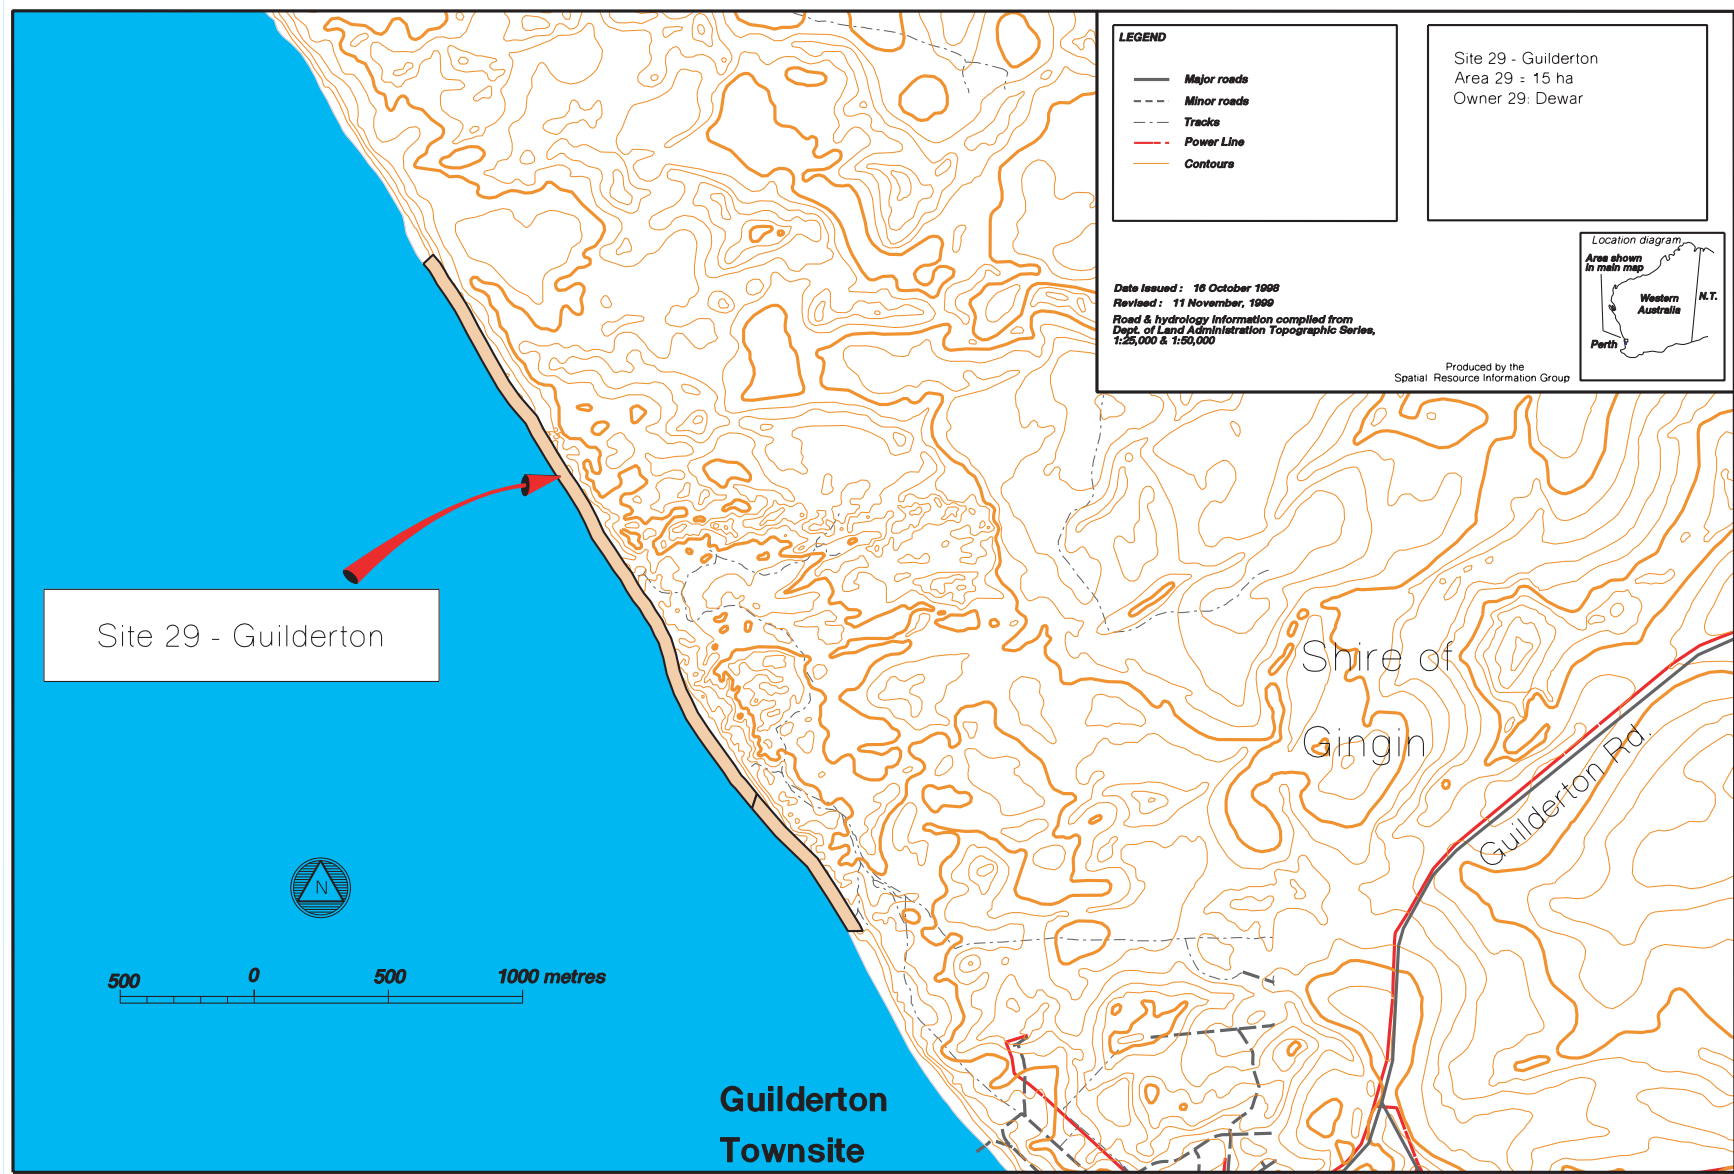 LEGEND
Major roads
Minor roads
Tracks
Power Line
Contours
Site 29 - Guilderton
Area 29 = 15 ha
Owner 29: Dewar
Location diagram
Area shown
in main map
Western
Australia
N.T.
Perth
Date Issued : 16 October 1998
Revised : 11 November, 1999
Road & hydrology information compiled from
Dept. of Land Administration Topographic Series,
1:25,000 & 1:50,000
Produced by the
Spatial Resource Information Group
Site 29 - Guilderton
Shire of
Gingin
Guilderton Rd.
N
500 0 500 1000 metres
Guilderton
Townsite